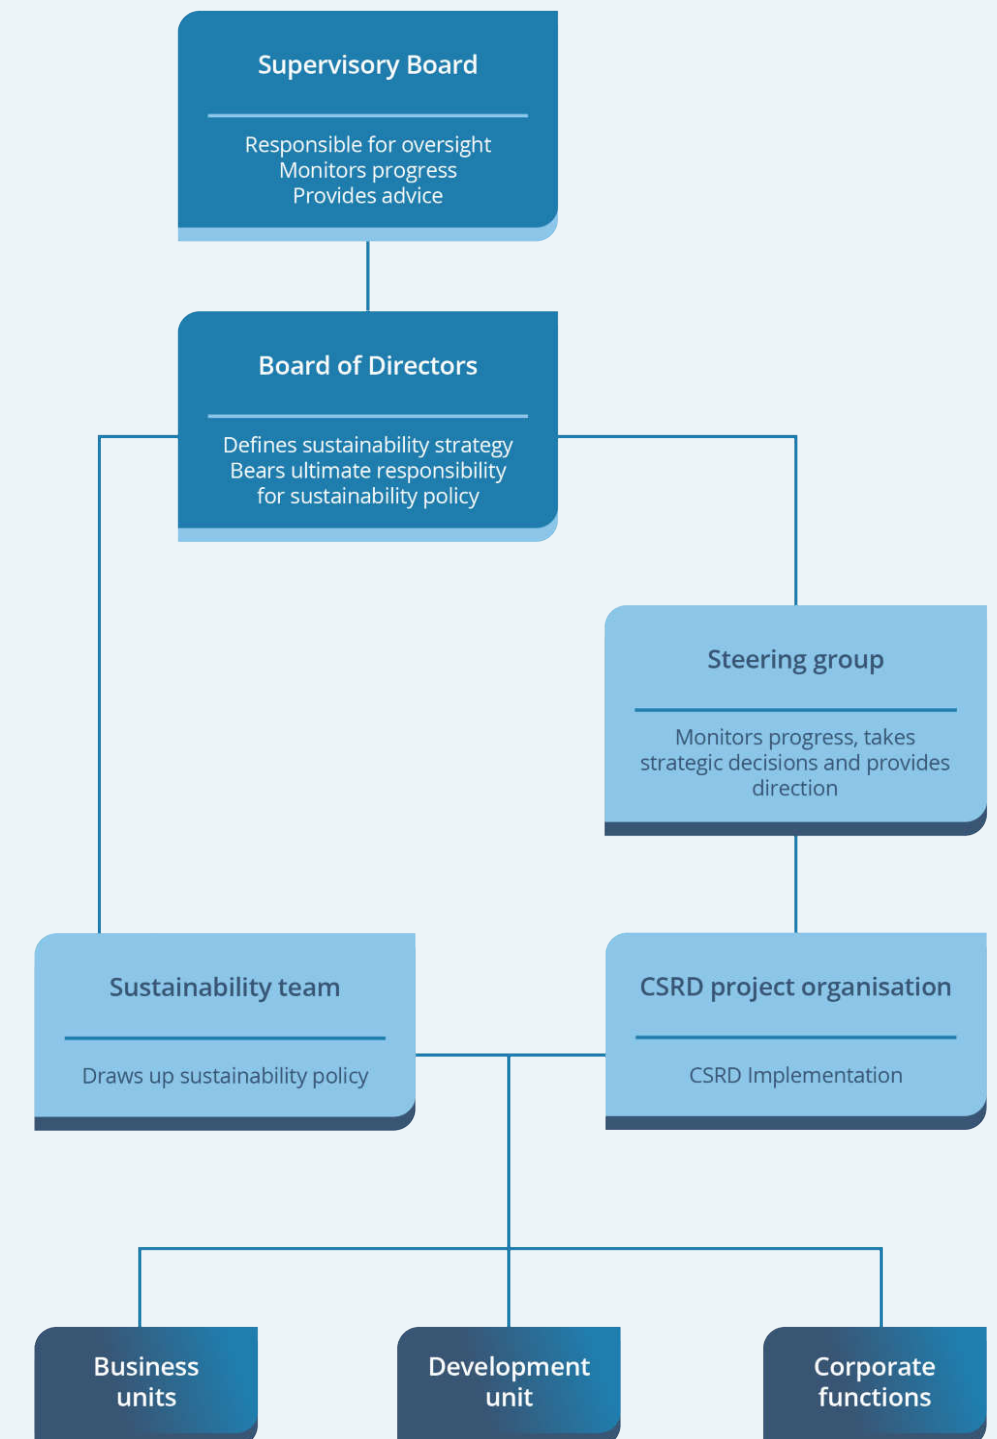 Supervisory Board
Responsible for oversight
Monitors progress
Provides advice
Board of Directors
Defines sustainability strategy
Bears ultimate responsibility
for sustainability policy
Steering group
Monitors progress, takes
strategic decisions and provides
direction
Sustainability team
Draws up sustainability policy
CSRD project organisation
CSRD Implementation
Business
units
Development
unit
Corporate
functions